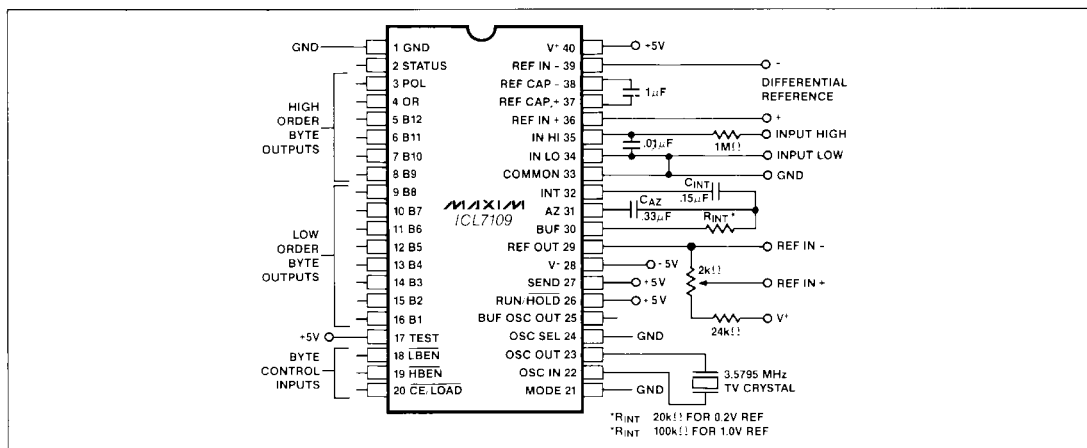 GND
1 GND
2 STATUS
3 POL
4 OR
5 B12
6 B11
7 B10
8 B9
9 B8
10 B7
11 B6
12 B5
13 B4
14 B3
15 B2
16 B1
17 TEST
18 LBEN
19 HBEN
20 CE/LOAD
HIGH
ORDER
BYTE
OUTPUTS
LOW
ORDER
BYTE
OUTPUTS
+5V
BYTE
CONTROL
INPUTS
MAXIM
ICL7109
V+ 40
REF IN - 39
REF CAP - 38
REF CAP + 37
REF IN + 36
IN HI 35
IN LO 34
COMMON 33
INT 32
AZ 31
BUF 30
REF OUT 29
V- 28
SEND 27
RUN/HOLD 26
BUF OSC OUT 25
OSC SEL 24
OSC OUT 23
OSC IN 22
MODE 21
+5V
-
DIFFERENTIAL
REFERENCE
1µF
+
INPUT HIGH
.01µF
1MΩ
INPUT LOW
GND
CINT
.15µF
CAZ
.33µF
RINT*
REF IN -
2kΩ
- 5V
+5V
REF IN +
+5V
V+
24kΩ
GND
3.5795 MHz
TV CRYSTAL
GND
*RINT 20kΩ FOR 0.2V REF
*RINT 100kΩ FOR 1.0V REF